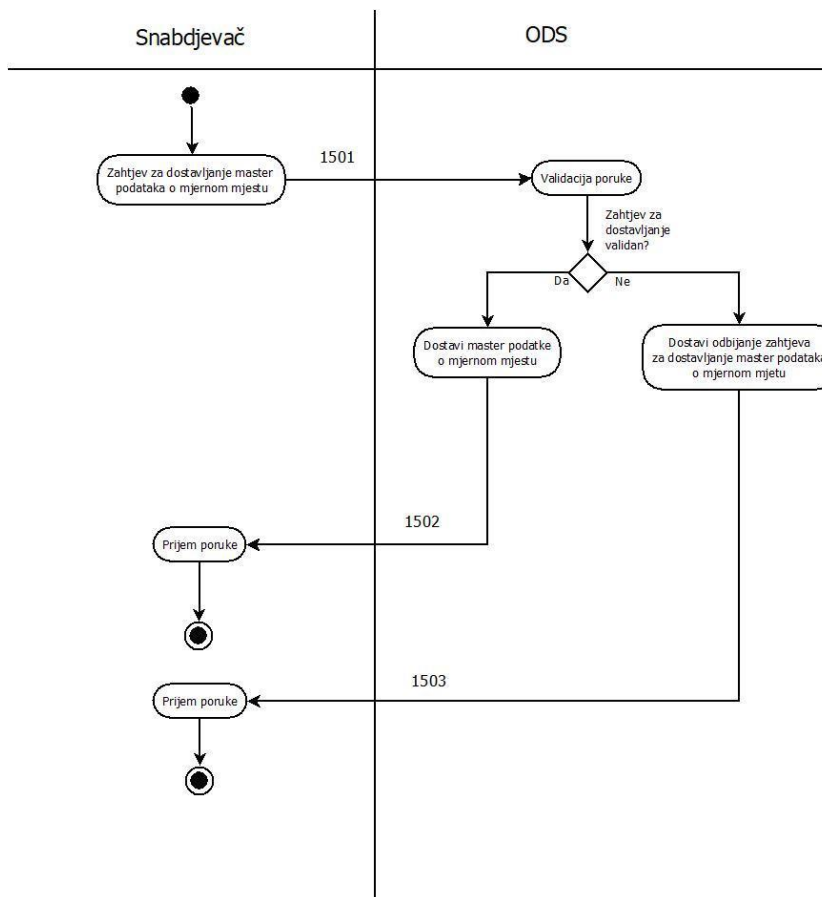 Snabdjevač
ODS
Zahtjev za dostavljanje master
podataka o mjernom mjestu
1501
Validacija poruke
Zahtjev za
dostavljanje
validan?
Da
Ne
Dostavi master podatke
o mjernom mjestu
Dostavi odbijanje zahtjeva
za dostavljanje master podataka
o mjernom mjetu
1502
Prijem poruke
1503
Prijem poruke